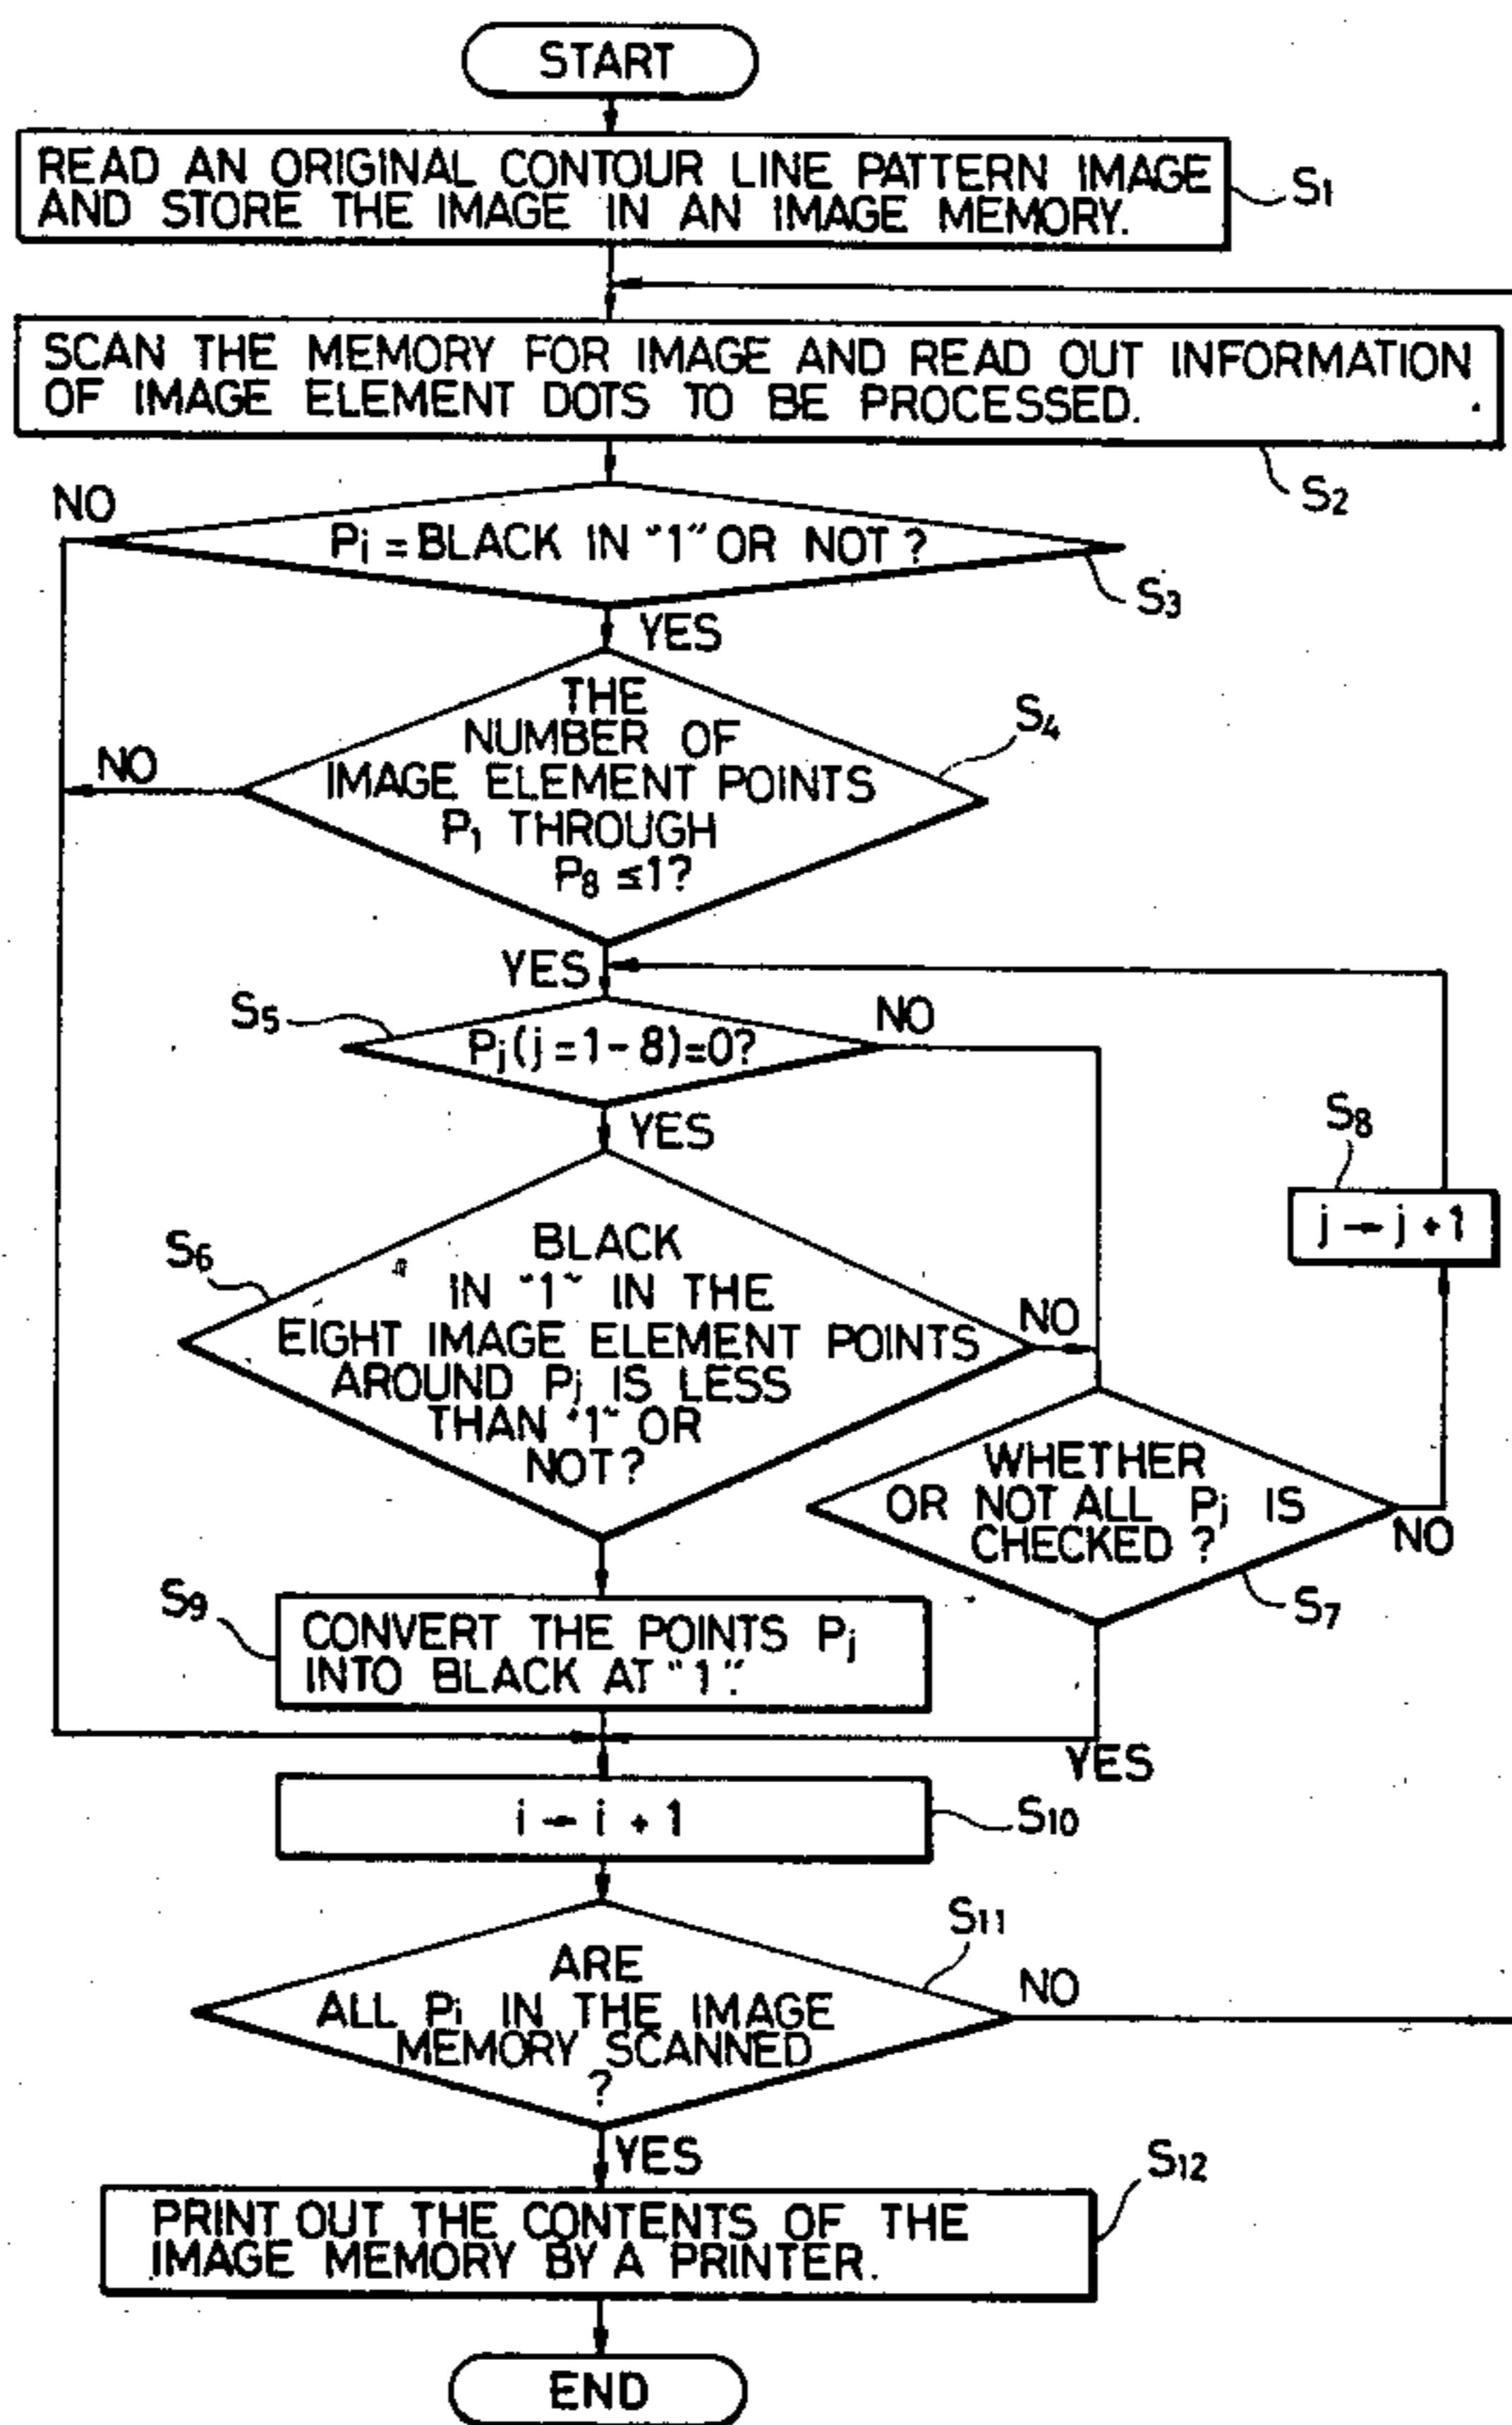 START
READ AN ORIGINAL CONTOUR LINE PATTERN IMAGE
AND STORE THE IMAGE IN AN IMAGE MEMORY.
S1
SCAN THE MEMORY FOR IMAGE AND READ OUT INFORMATION
OF IMAGE ELEMENT DOTS TO BE PROCESSED.
S2
NO
Pi = BLACK IN "1" OR NOT ?
S3
YES
THE
NUMBER OF
IMAGE ELEMENT POINTS
P1 THROUGH
P8 ≤1?
S4
NO
YES
S5
Pj(j=1-8)=0?
NO
YES
S6
BLACK
IN "1" IN THE
EIGHT IMAGE ELEMENT POINTS
AROUND Pj IS LESS
THAN "1" OR
NOT?
NO
S8
j ← j + 1
WHETHER
OR NOT ALL Pj IS
CHECKED ?
NO
S7
S9
CONVERT THE POINTS Pj
INTO BLACK AT "1".
YES
i ← i + 1
S10
S11
ARE
ALL Pi IN THE IMAGE
MEMORY SCANNED
?
NO
YES
S12
PRINT OUT THE CONTENTS OF THE
IMAGE MEMORY BY A PRINTER.
END